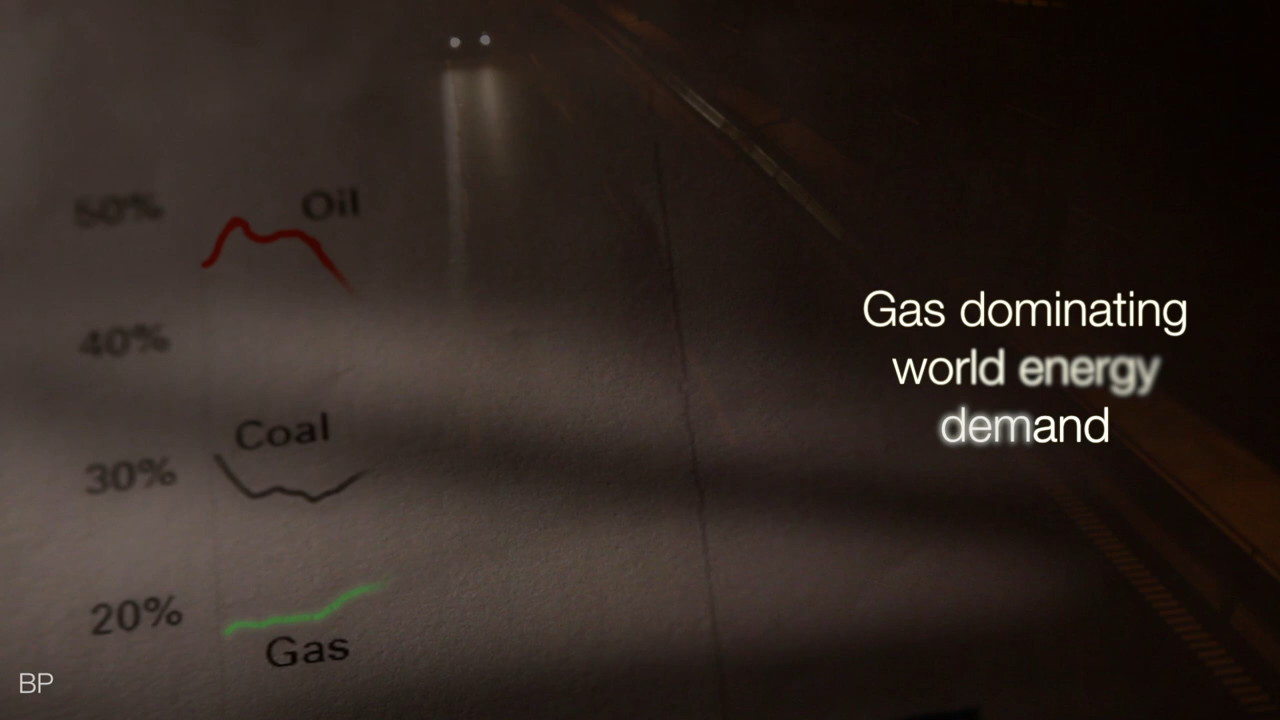 50%
Oil
40%
Coal
30%
20%
Gas
Gas dominating
world energy
demand
BP